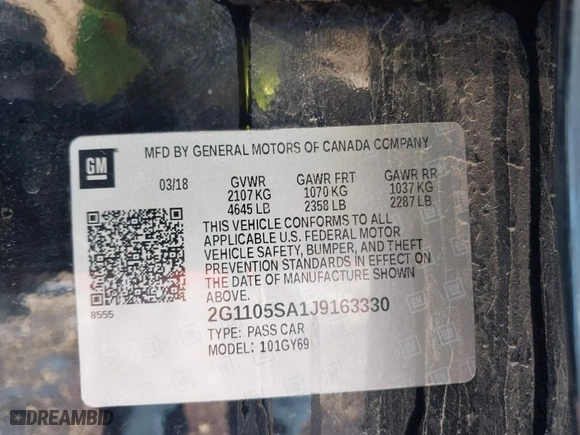 GM
MFD BY GENERAL MOTORS OF CANADA COMPANY
03/18 GVWR GAWR FRT GAWR RR
2107 KG 1070 KG 1037 KG
4645 LB 2358 LB 2287 LB
THIS VEHICLE CONFORMS TO ALL
APPLICABLE U.S. FEDERAL MOTOR
VEHICLE SAFETY, BUMPER, AND THEFT
PREVENTION STANDARDS IN EFFECT ON
THE DATE OF MANUFACTURE SHOWN
ABOVE.
8555
2G1105SA1J9163330
TYPE: PASS CAR
MODEL: 101GY69
DREAMBID